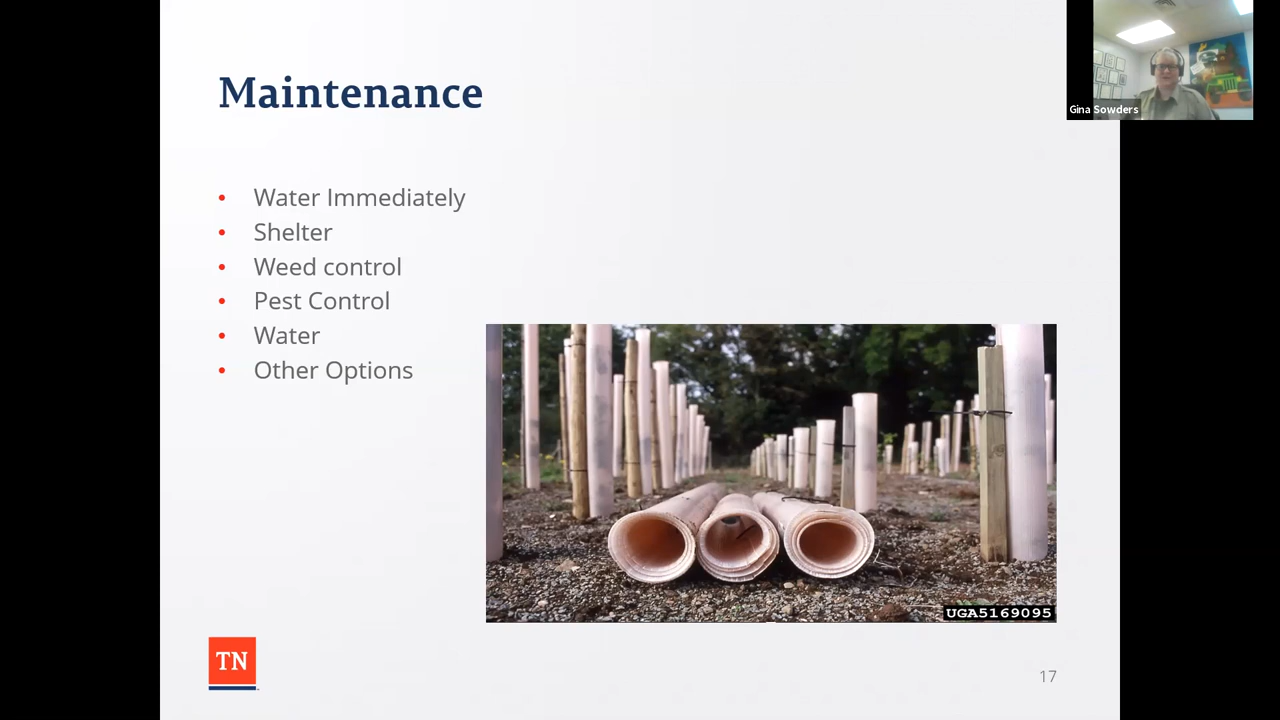 Gina Sowders
Maintenance
• Water Immediately
• Shelter
• Weed control
• Pest Control
• Water
• Other Options
UGA5169095
TN
17